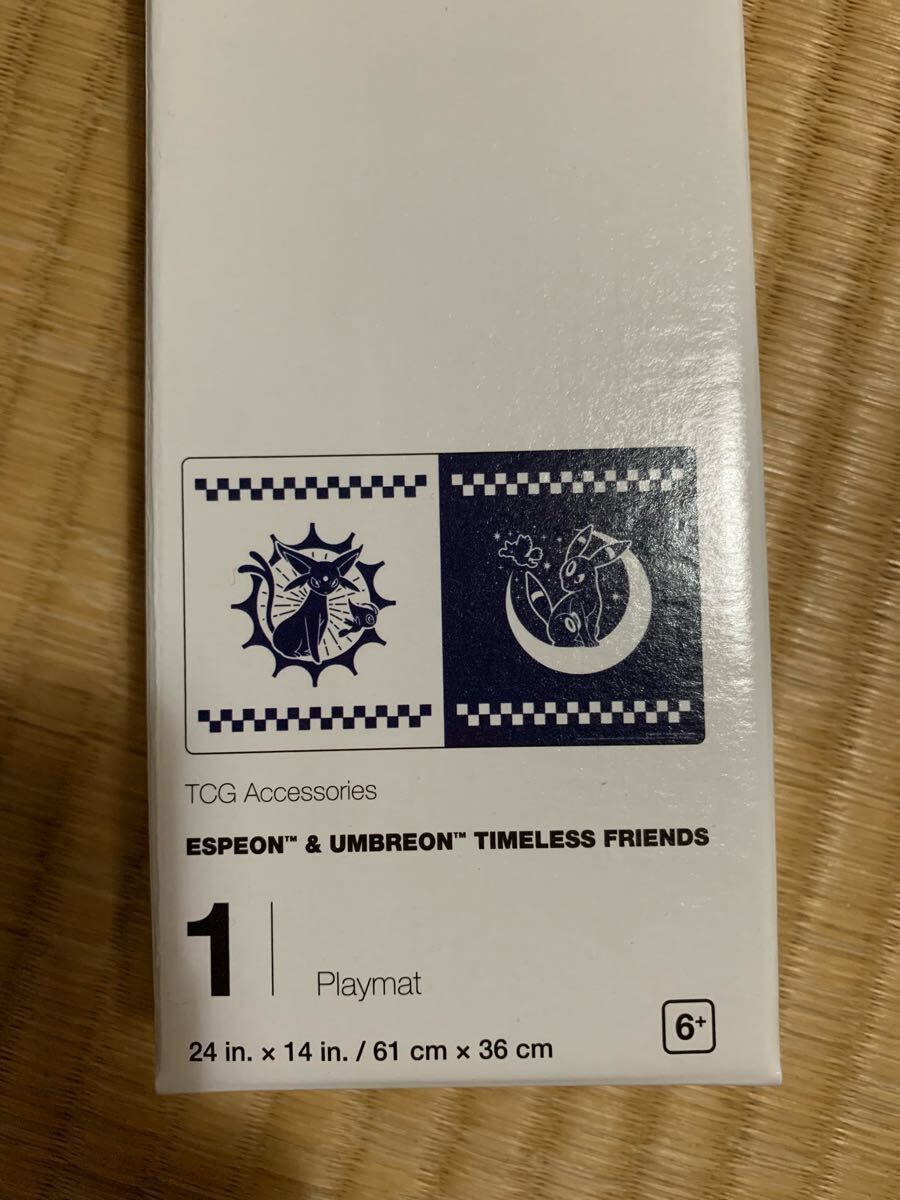 TCG Accessories
ESPEON™ & UMBREON™ TIMELESS FRIENDS
1
Playmat
24 in. × 14 in. / 61 cm × 36 cm
6+